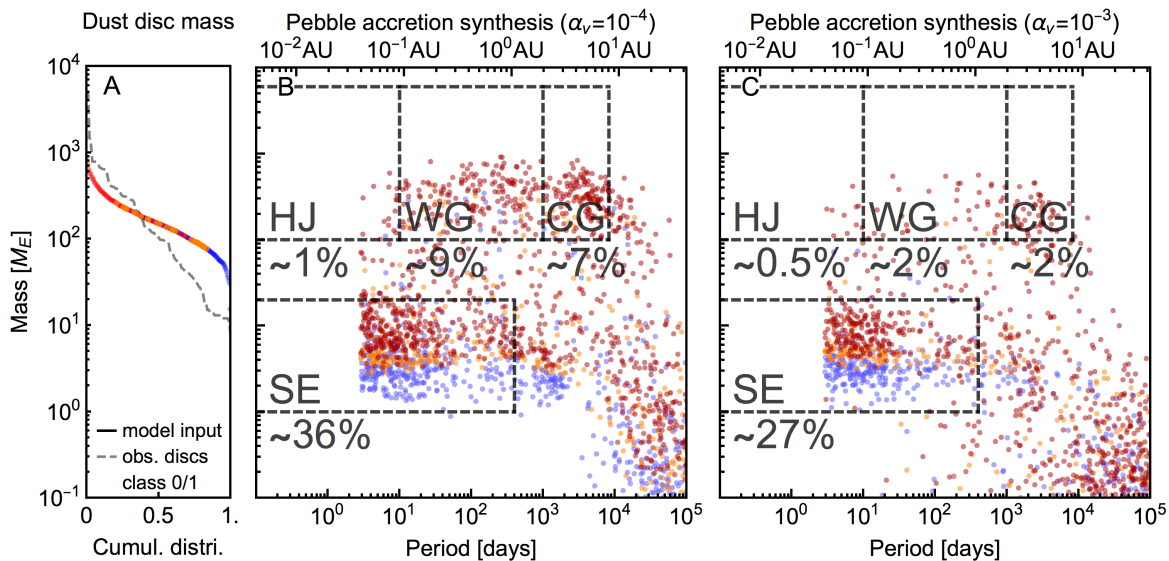 Dust disc mass
Pebble accretion synthesis (αᵥ=10⁻⁴)
Pebble accretion synthesis (αᵥ=10⁻³)
10⁻²AU 10⁻¹AU 10⁰AU 10¹AU
10⁻²AU 10⁻¹AU 10⁰AU 10¹AU
A
B
C
Mass [M_E]
10⁴
10³
10²
10¹
10⁰
10⁻¹
HJ WG CG
~1% ~9% ~7%
SE
~36%
HJ WG CG
~0.5% ~2% ~2%
SE
~27%
model input
obs. discs
class 0/1
0 0.5 1.
Cumul. distri.
10⁰ 10¹ 10² 10³ 10⁴ 10⁵
Period [days]
10⁰ 10¹ 10² 10³ 10⁴ 10⁵
Period [days]